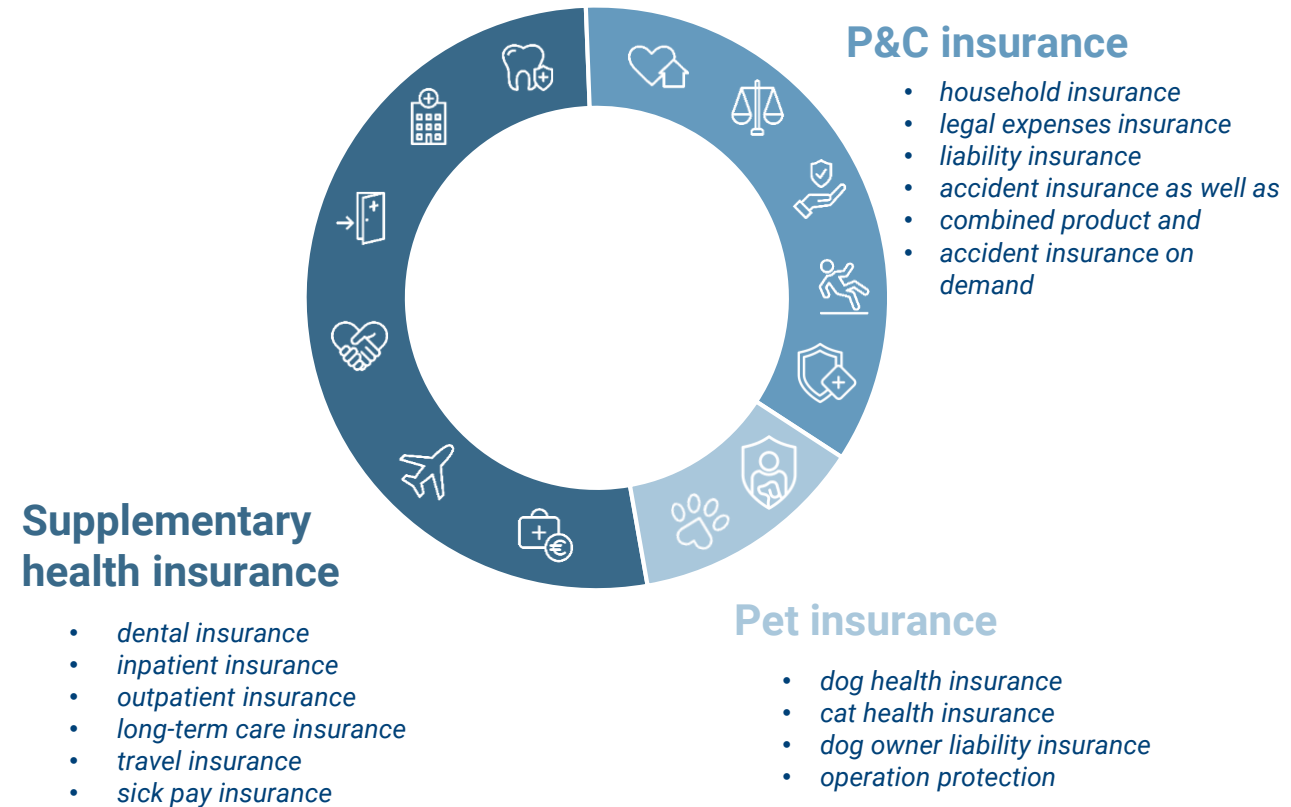 P&C insurance
• household insurance
• legal expenses insurance
• liability insurance
• accident insurance as well as
• combined product and
• accident insurance on
demand
Supplementary
health insurance
• dental insurance
• inpatient insurance
• outpatient insurance
• long-term care insurance
• travel insurance
• sick pay insurance
Pet insurance
• dog health insurance
• cat health insurance
• dog owner liability insurance
• operation protection
€